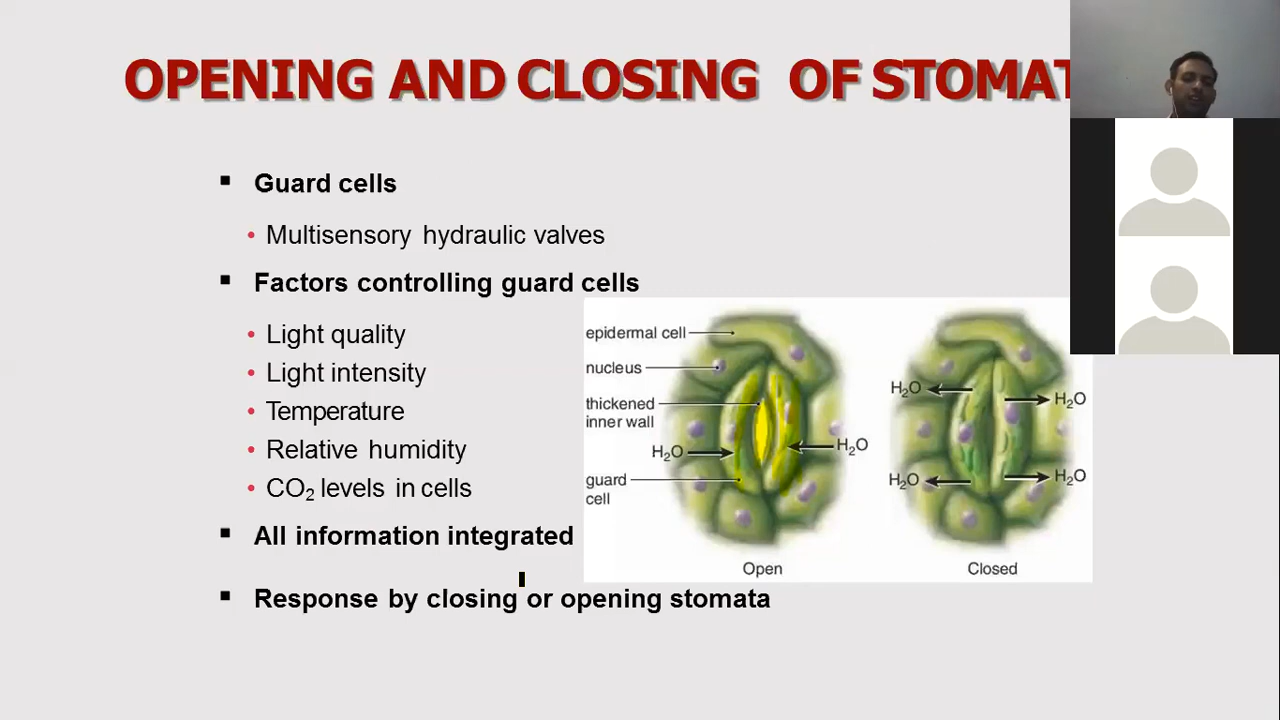 OPENING AND CLOSING OF STOMAT
Guard cells
Multisensory hydraulic valves
Factors controlling guard cells
Light quality
Light intensity
Temperature
Relative humidity
CO₂ levels in cells
All information integrated
Response by closing or opening stomata
epidermal cell
nucleus
thickened
inner wall
H₂O
H₂O
guard
cell
Open
H₂O
H₂O
H₂O
H₂O
Closed